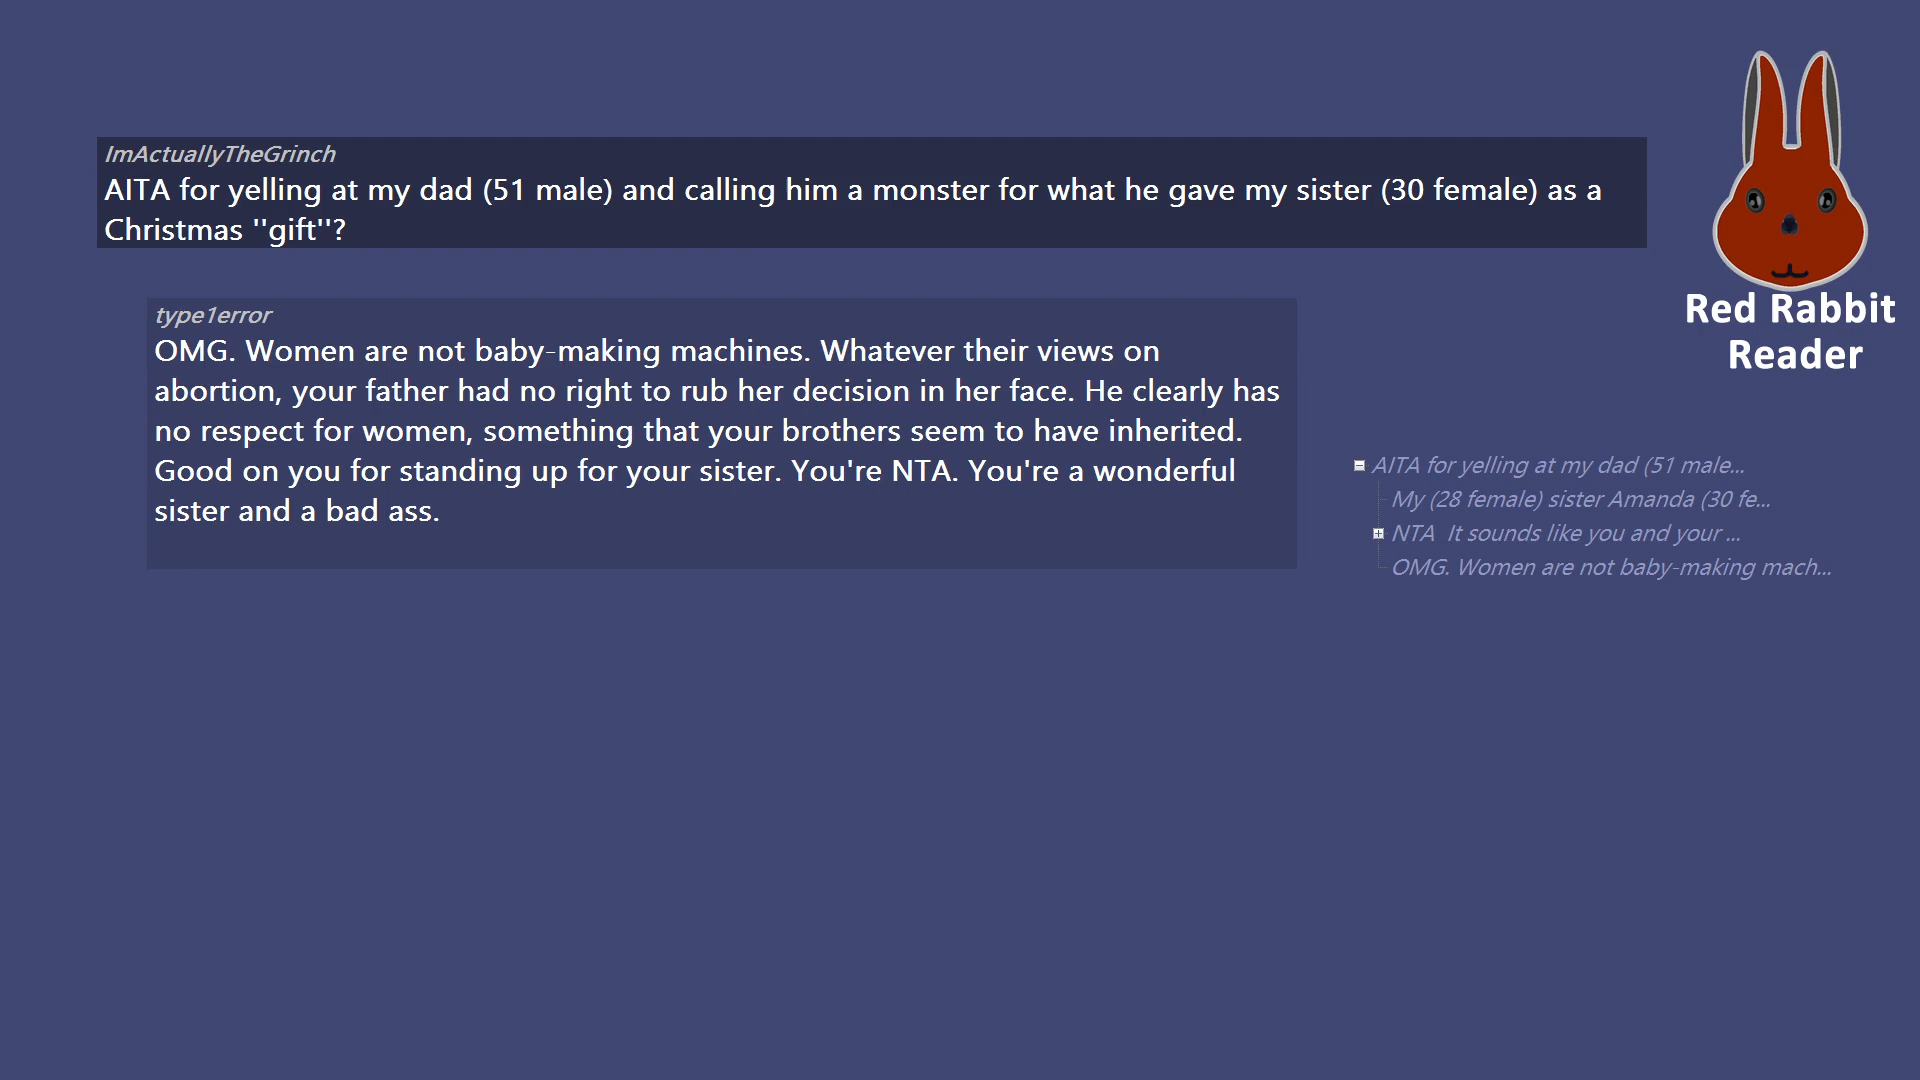 ImActuallyTheGrinch
AITA for yelling at my dad (51 male) and calling him a monster for what he gave my sister (30 female) as a
Christmas ''gift''?
type1error
OMG. Women are not baby-making machines. Whatever their views on
abortion, your father had no right to rub her decision in her face. He clearly has
no respect for women, something that your brothers seem to have inherited.
Good on you for standing up for your sister. You're NTA. You're a wonderful
sister and a bad ass.
Red Rabbit
Reader
AITA for yelling at my dad (51 male...
My (28 female) sister Amanda (30 fe...
NTA  It sounds like you and your ...
OMG. Women are not baby-making mach...